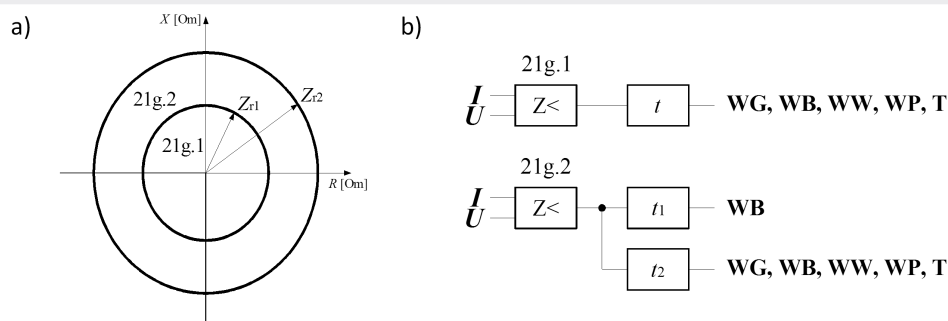 a)
X [Om]
21g.2
Zr1
Zr2
21g.1
R [Om]
b)
21g.1
I
U
Z<
t
WG, WB, WW, WP, T
21g.2
I
U
Z<
t1
WB
t2
WG, WB, WW, WP, T